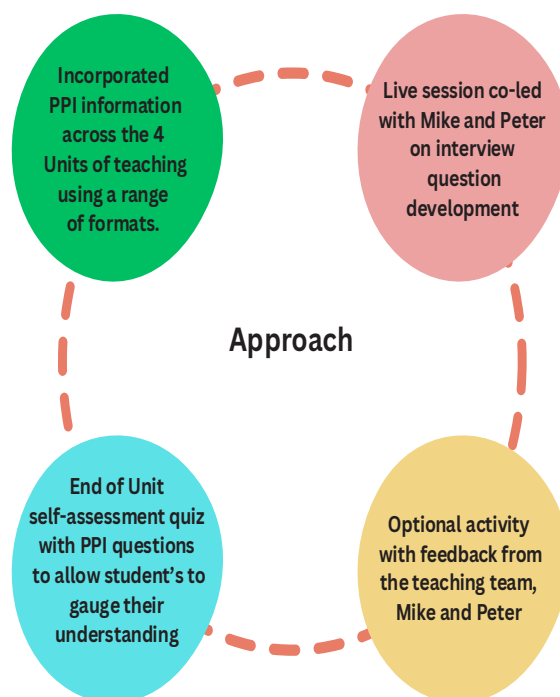 Incorporated
PPI information
across the 4
Units of teaching
using a range
of formats.
Live session co-led
with Mike and Peter
on interview
question
development
Approach
End of Unit
self-assessment quiz
with PPI questions
to allow student's to
gauge their
understanding
Optional activity
with feedback from
the teaching team,
Mike and Peter